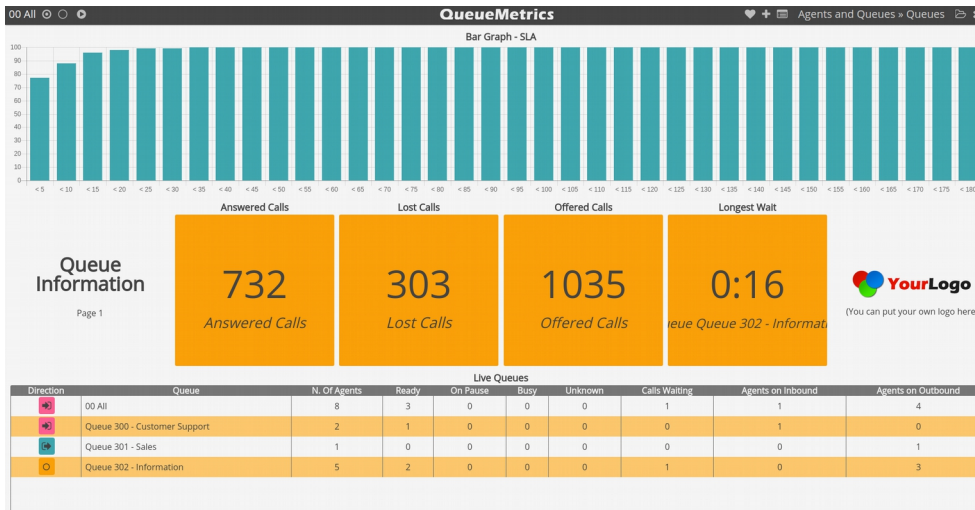 00 All
QueueMetrics
Agents and Queues » Queues
Bar Graph - SLA
100
90
80
70
60
50
40
30
20
10
0
< 5 < 10 < 15 < 20 < 25 < 30 < 35 < 40 < 45 < 50 < 55 < 60 < 65 < 70 < 75 < 80 < 85 < 90 < 95 < 100 < 105 < 110 < 115 < 120 < 125 < 130 < 135 < 140 < 145 < 150 < 155 < 160 < 165 < 170 < 175 < 180
Answered Calls Lost Calls Offered Calls Longest Wait
Queue
Information
Page 1
732
Answered Calls
303
Lost Calls
1035
Offered Calls
0:16
ueue Queue 302 - Informati
YourLogo
(You can put your own logo here
Live Queues
Direction Queue N. Of Agents Ready On Pause Busy Unknown Calls Waiting Agents on Inbound Agents on Outbound
00 All 8 3 0 0 0 1 1 4
Queue 300 - Customer Support 2 1 0 0 0 0 1 0
Queue 301 - Sales 1 0 0 0 0 0 0 1
Queue 302 - Information 5 2 0 0 0 1 0 3